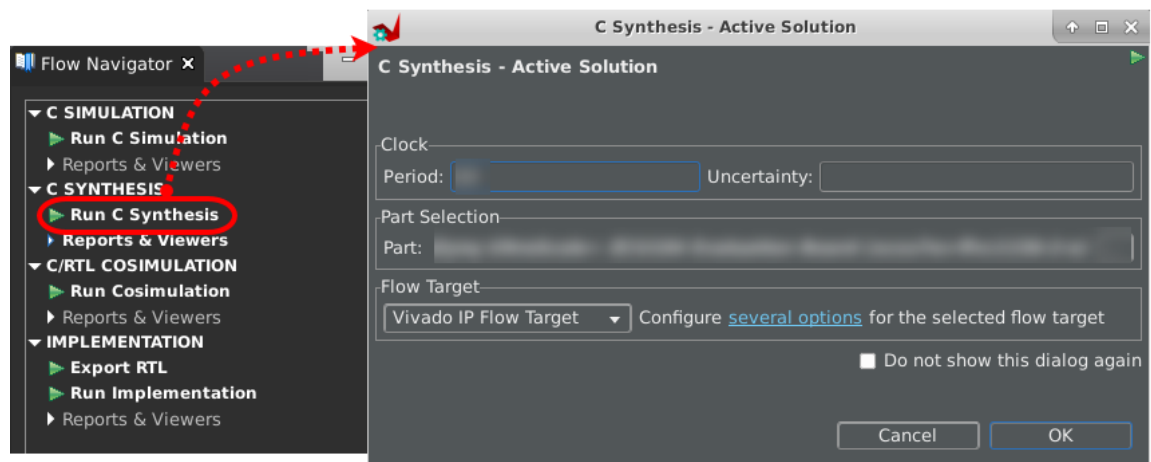 C Synthesis - Active Solution
Flow Navigator
C Synthesis - Active Solution
C SIMULATION
Run C Simulation
Reports & Viewers
C SYNTHESIS
Run C Synthesis
Reports & Viewers
C/RTL COSIMULATION
Run Cosimulation
Reports & Viewers
IMPLEMENTATION
Export RTL
Run Implementation
Reports & Viewers
Clock
Period: Uncertainty:
Part Selection
Part:
Flow Target
Vivado IP Flow Target Configure several options for the selected flow target
Do not show this dialog again
Cancel OK